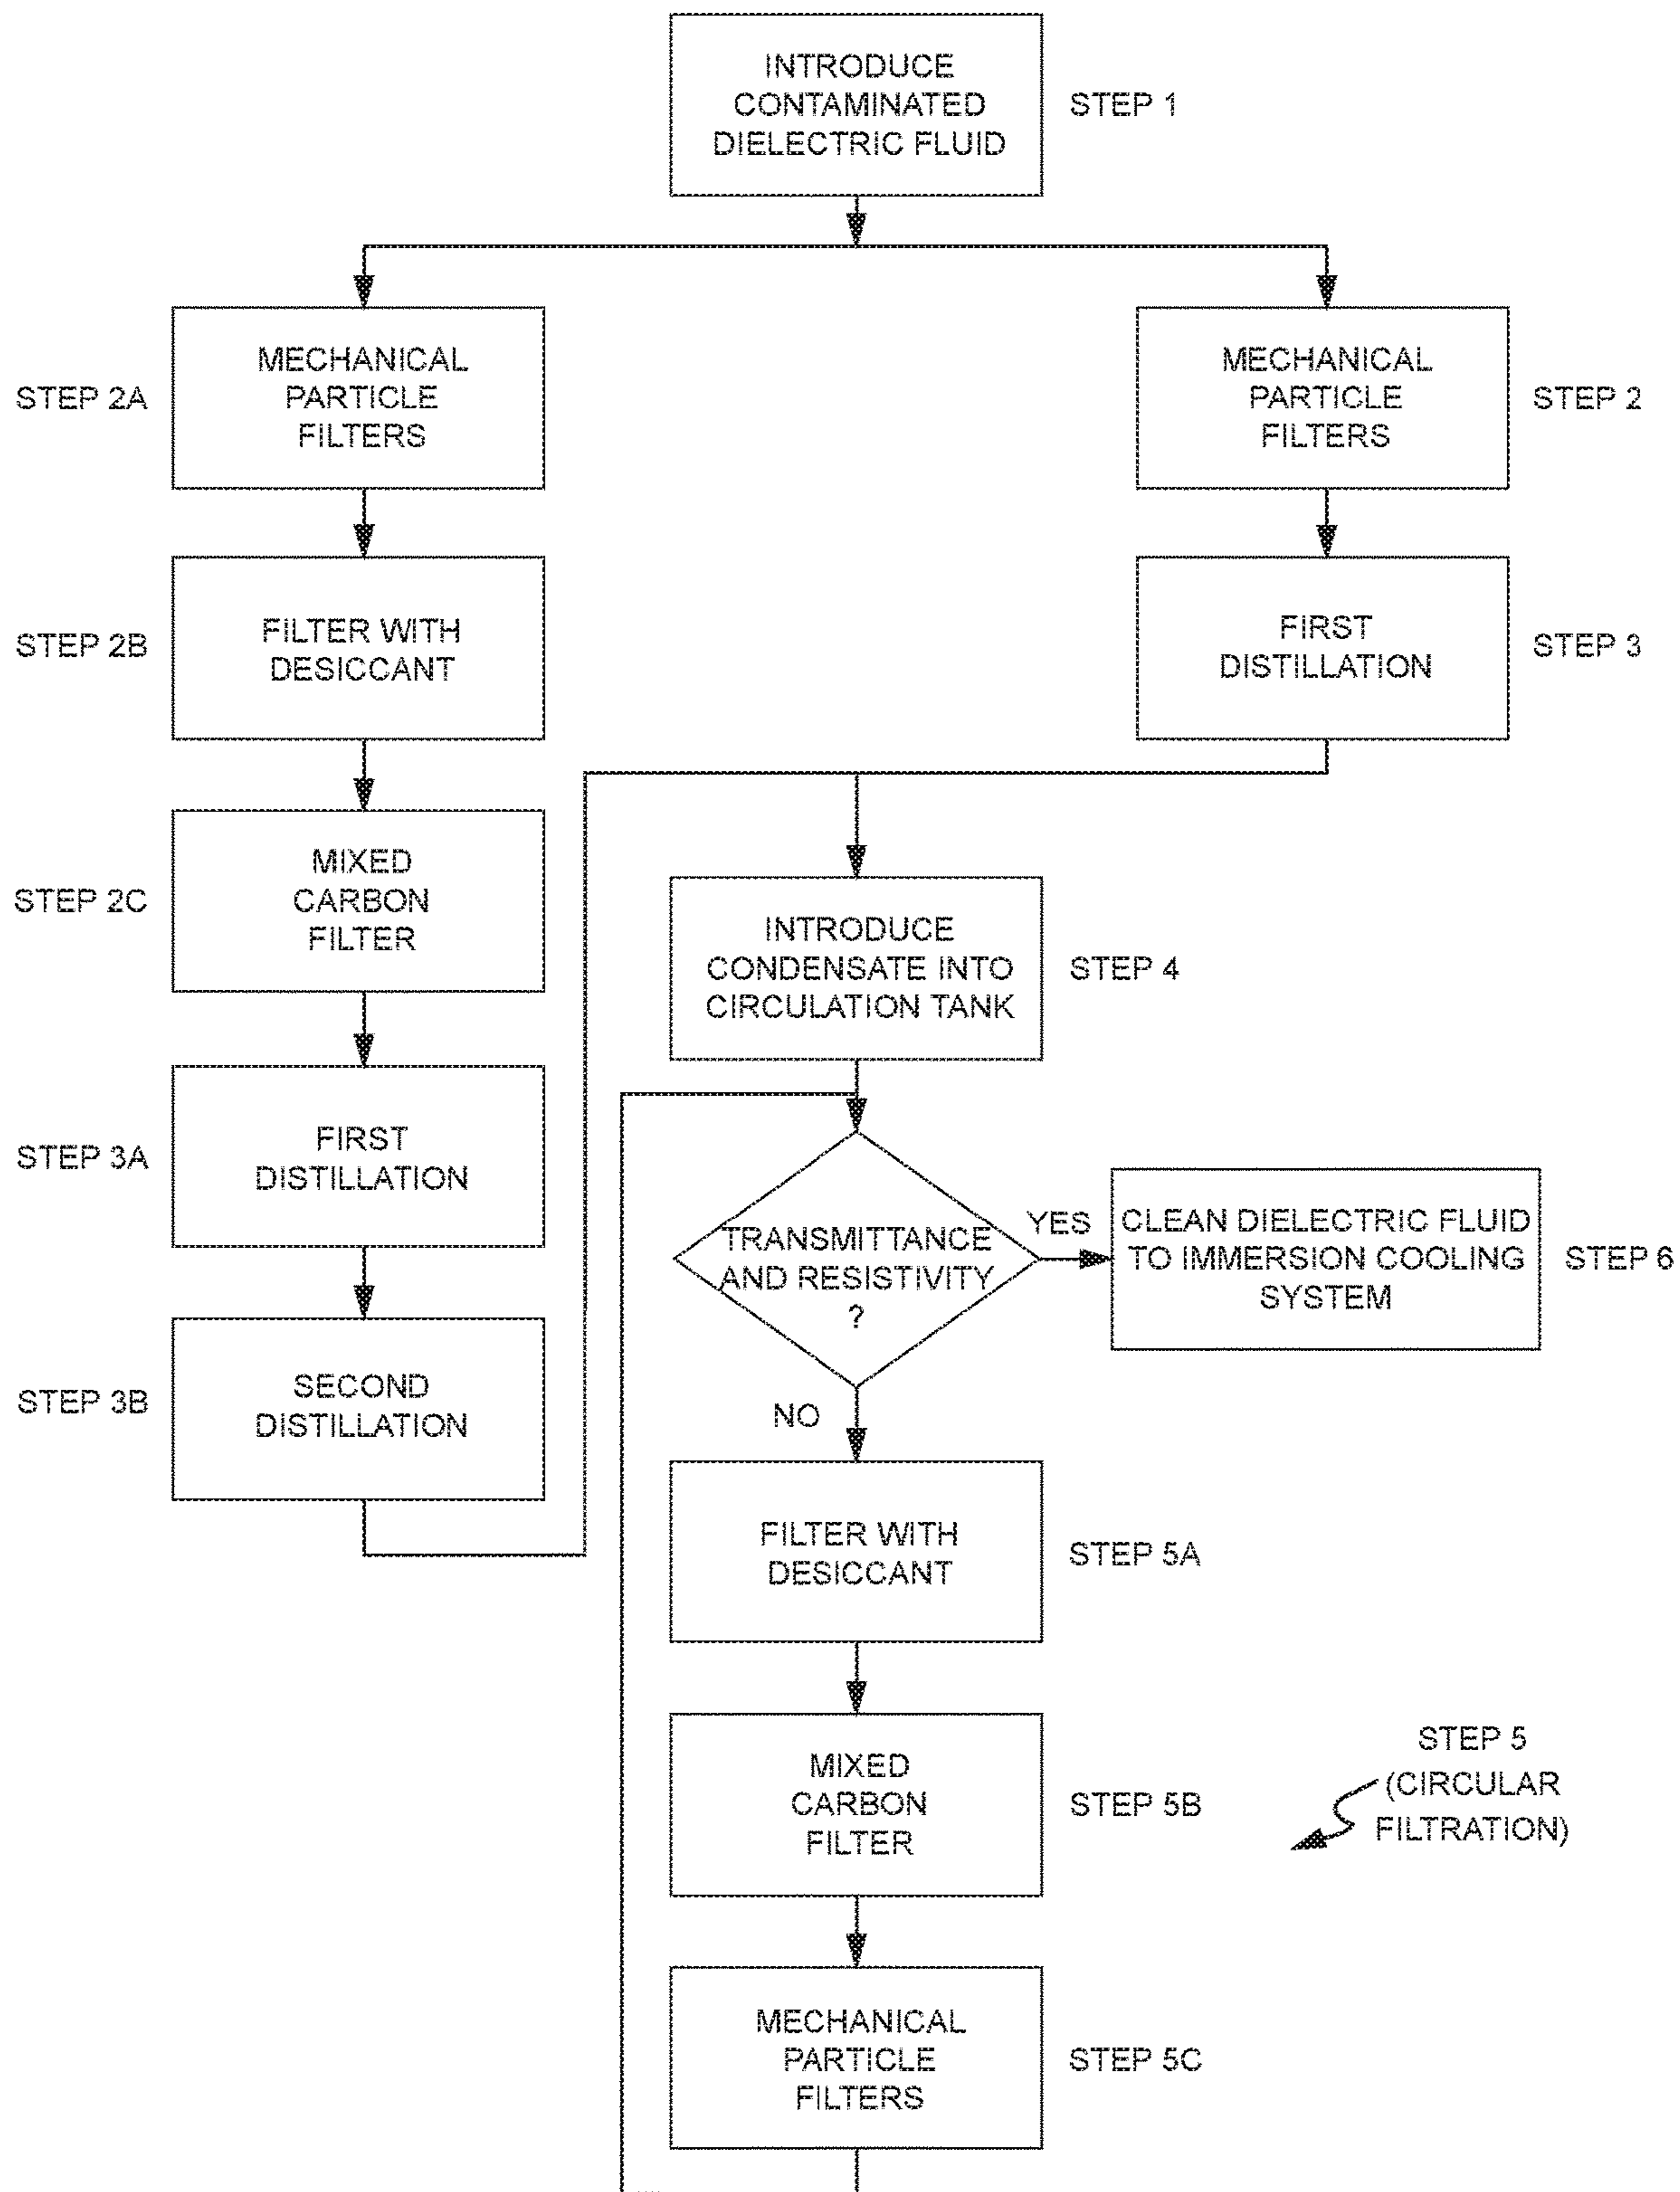 INTRODUCE
CONTAMINATED
DIELECTRIC FLUID
STEP 1
STEP 2A
MECHANICAL
PARTICLE
FILTERS
MECHANICAL
PARTICLE
FILTERS
STEP 2
STEP 2B
FILTER WITH
DESICCANT
FIRST
DISTILLATION
STEP 3
STEP 2C
MIXED
CARBON
FILTER
INTRODUCE
CONDENSATE INTO
CIRCULATION TANK
STEP 4
STEP 3A
FIRST
DISTILLATION
TRANSMITTANCE
AND RESISTIVITY
?
YES
CLEAN DIELECTRIC FLUID
TO IMMERSION COOLING
SYSTEM
STEP 6
STEP 3B
SECOND
DISTILLATION
NO
FILTER WITH
DESICCANT
STEP 5A
MIXED
CARBON
FILTER
STEP 5B
STEP 5
(CIRCULAR
FILTRATION)
MECHANICAL
PARTICLE
FILTERS
STEP 5C